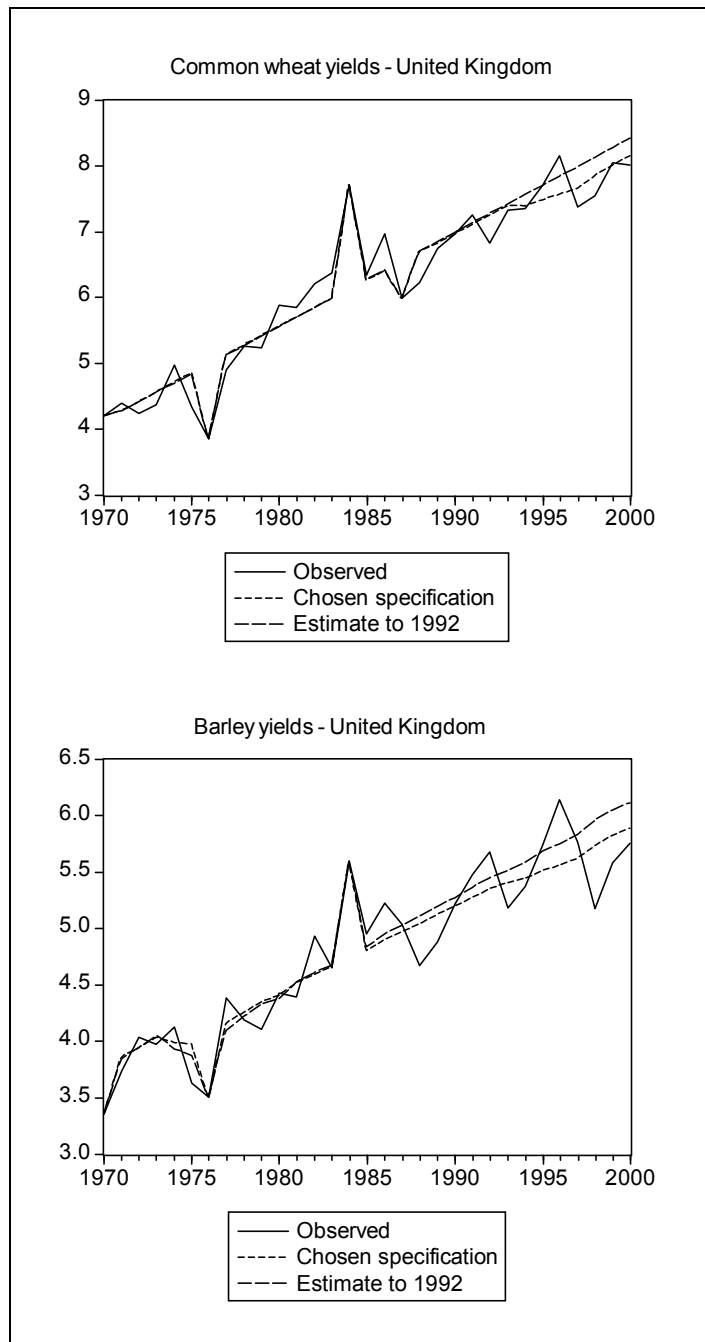 Common wheat yields - United Kingdom
9
8
7
6
5
4
3
1970 1975 1980 1985 1990 1995 2000
Observed
Chosen specification
Estimate to 1992
Barley yields - United Kingdom
6.5
6.0
5.5
5.0
4.5
4.0
3.5
3.0
1970 1975 1980 1985 1990 1995 2000
Observed
Chosen specification
Estimate to 1992